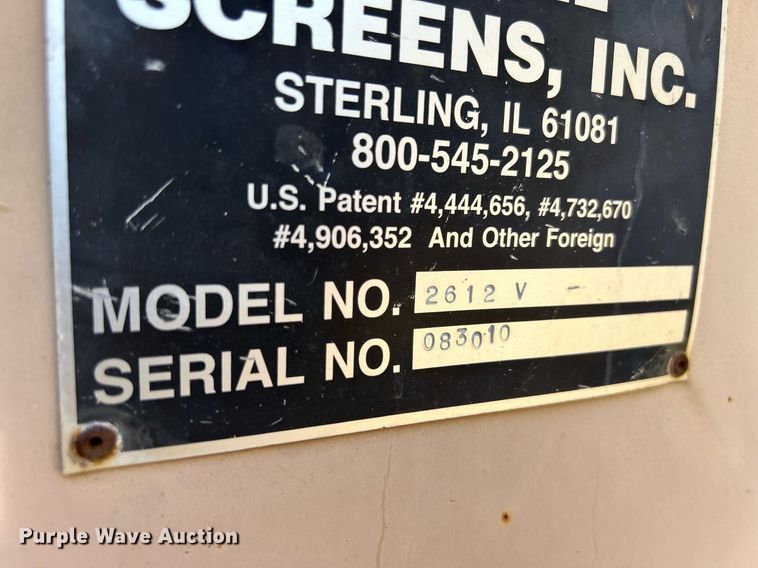 SCREENS, INC.
STERLING, IL 61081
800-545-2125
U.S. Patent #4,444,656, #4,732,670
#4,906,352 And Other Foreign
MODEL NO. 2612 V -
SERIAL NO. 083010
Purple Wave Auction®